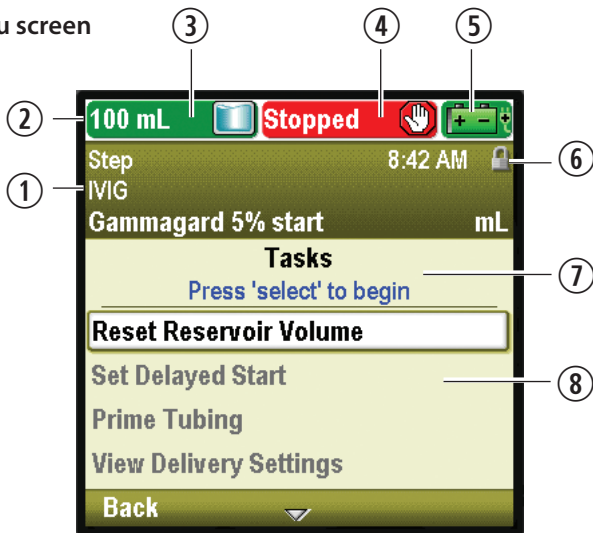 u screen
3 4 5
2 100 mL Stopped + -
Step 8:42 AM 6
1 IVIG
Gammagard 5% start mL
Tasks 7
Press 'select' to begin
Reset Reservoir Volume
Set Delayed Start 8
Prime Tubing
View Delivery Settings
Back